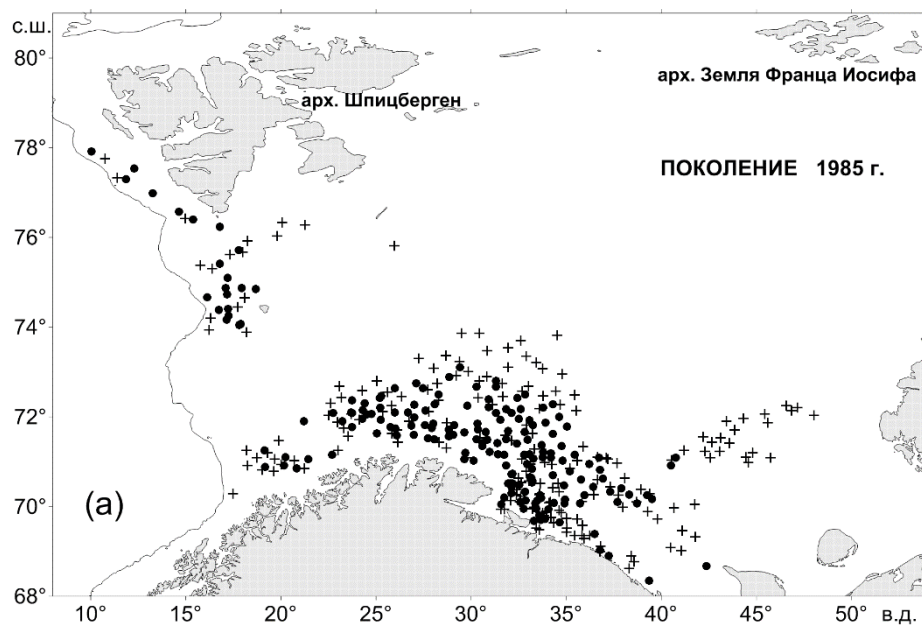 с.ш.
80°
арх. Земля Франца Иосифа
арх. Шпицберген
78°
ПОКОЛЕНИЕ 1985 г.
76°
74°
72°
70°
(a)
68°
10° 15° 20° 25° 30° 35° 40° 45° 50° в.д.